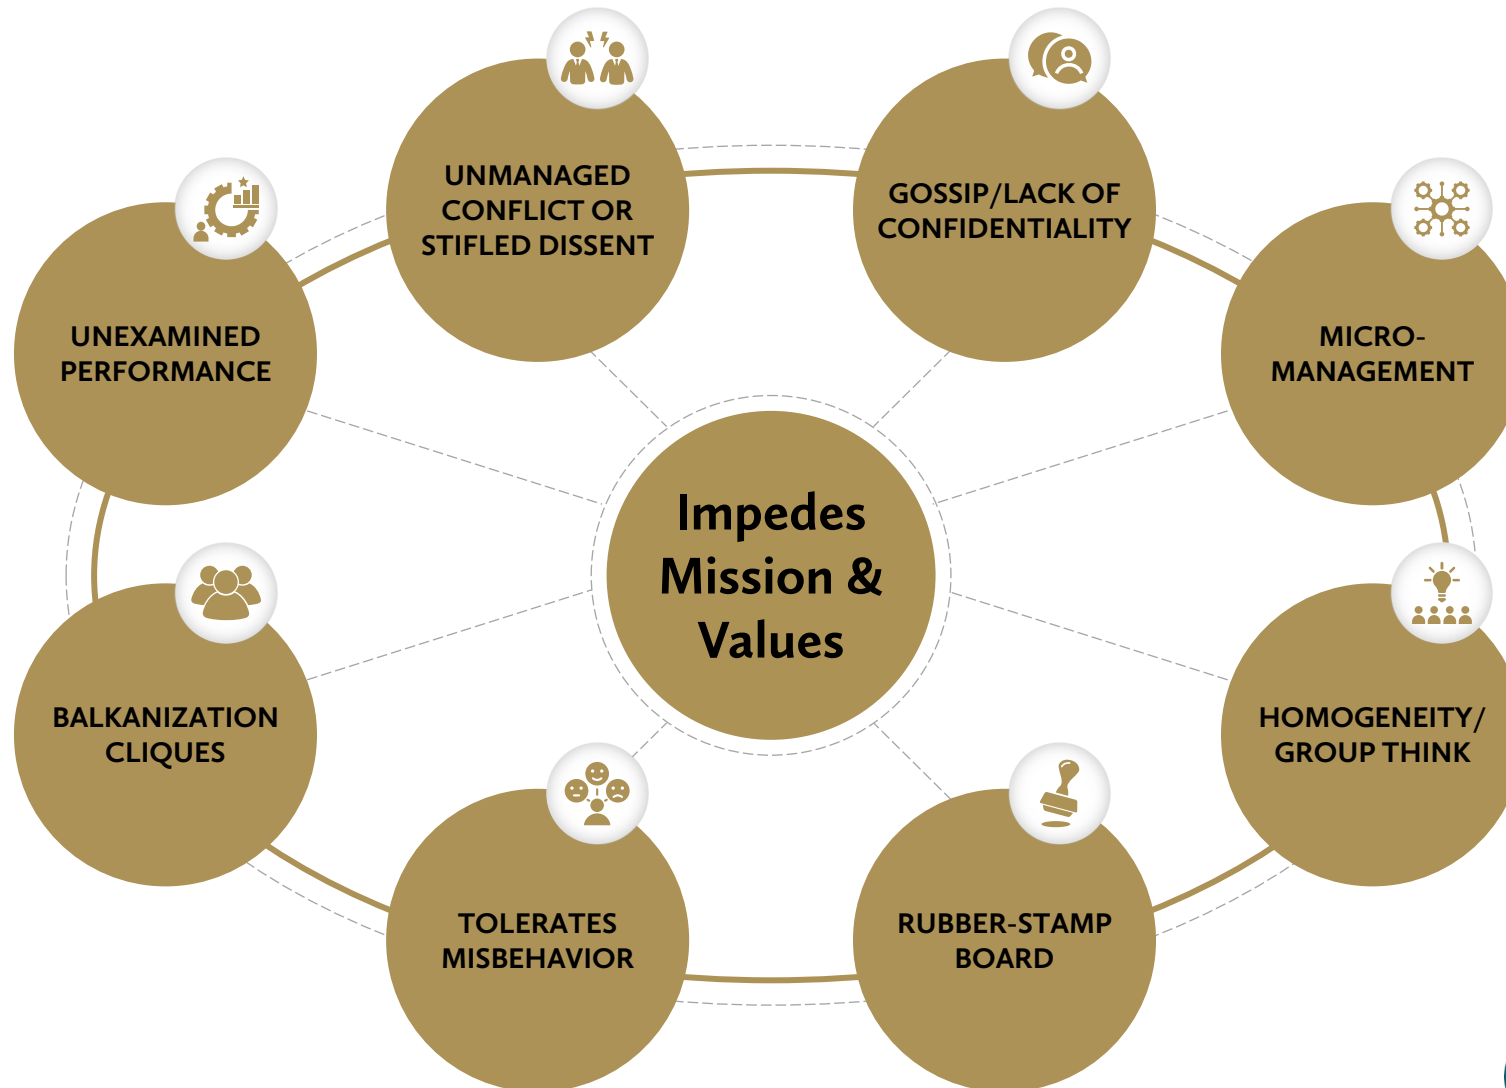 UNMANAGED
CONFLICT OR
STIFLED DISSENT
GOSSIP/LACK OF
CONFIDENTIALITY
UNEXAMINED
PERFORMANCE
MICRO-
MANAGEMENT
Impedes
Mission &
Values
BALKANIZATION
CLIQUES
HOMOGENEITY/
GROUP THINK
TOLERATES
MISBEHAVIOR
RUBBER-STAMP
BOARD